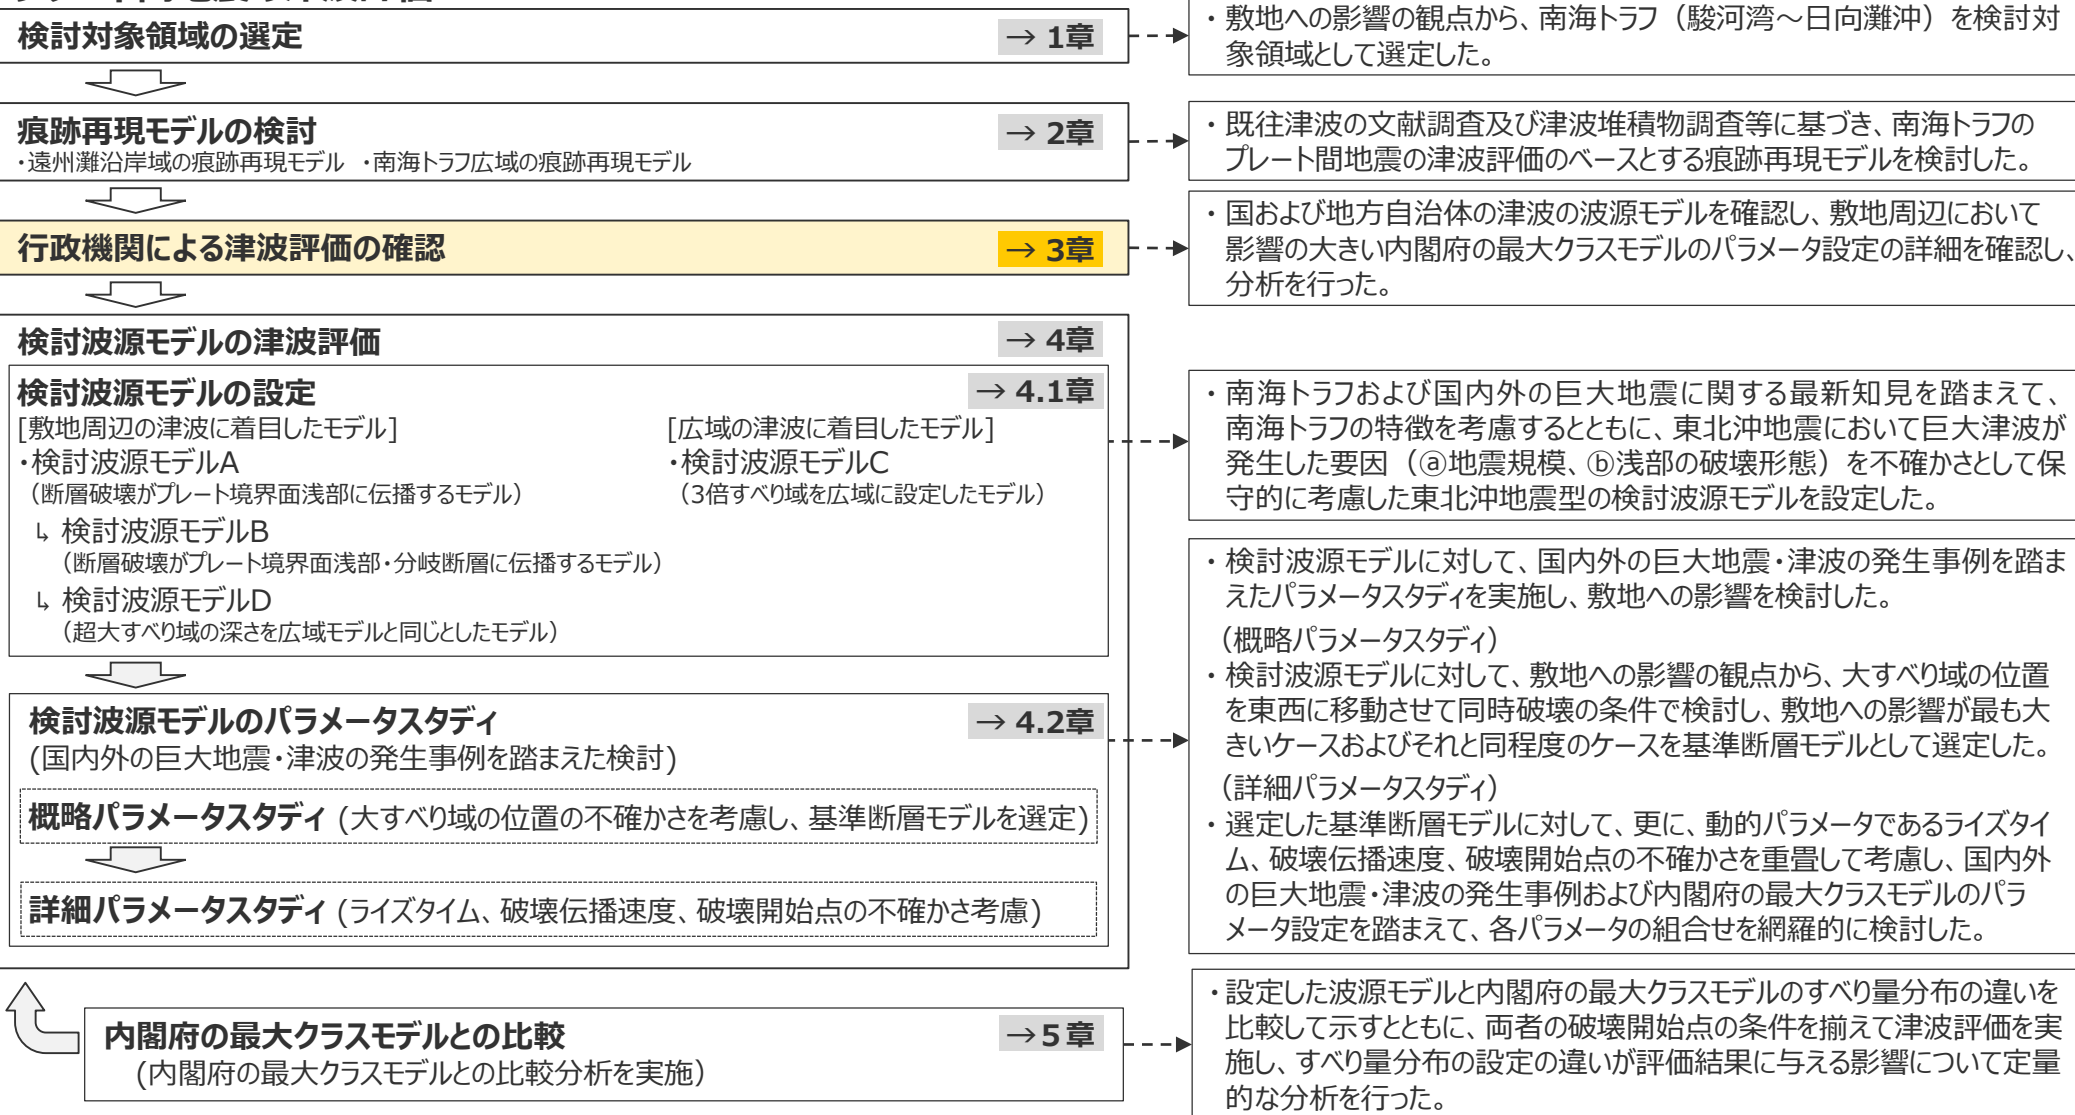 検討対象領域の選定
→ 1章
・敷地への影響の観点から、南海トラフ（駿河湾～日向灘沖）を検討対
象領域として選定した。
痕跡再現モデルの検討
→ 2章
・遠州灘沿岸域の痕跡再現モデル ・南海トラフ広域の痕跡再現モデル
・既往津波の文献調査及び津波堆積物調査等に基づき、南海トラフの
プレート間地震の津波評価のベースとする痕跡再現モデルを検討した。
行政機関による津波評価の確認
→ 3章
・国および地方自治体の津波の波源モデルを確認し、敷地周辺において
影響の大きい内閣府の最大クラスモデルのパラメータ設定の詳細を確認し、
分析を行った。
検討波源モデルの津波評価
→ 4章
検討波源モデルの設定
→ 4.1章
[敷地周辺の津波に着目したモデル]
・検討波源モデルA
（断層破壊がプレート境界面浅部に伝播するモデル）
↳ 検討波源モデルB
（断層破壊がプレート境界面浅部・分岐断層に伝播するモデル）
↳ 検討波源モデルD
（超大すべり域の深さを広域モデルと同じとしたモデル）
[広域の津波に着目したモデル]
・検討波源モデルC
（3倍すべり域を広域に設定したモデル）
・南海トラフおよび国内外の巨大地震に関する最新知見を踏まえて、
南海トラフの特徴を考慮するとともに、東北沖地震において巨大津波が
発生した要因（ⓐ地震規模、ⓑ浅部の破壊形態）を不確かさとして保
守的に考慮した東北沖地震型の検討波源モデルを設定した。
検討波源モデルのパラメータスタディ
→ 4.2章
(国内外の巨大地震・津波の発生事例を踏まえた検討)
概略パラメータスタディ (大すべり域の位置の不確かさを考慮し、基準断層モデルを選定)
詳細パラメータスタディ (ライズタイム、破壊伝播速度、破壊開始点の不確かさ考慮)
・検討波源モデルに対して、国内外の巨大地震・津波の発生事例を踏ま
えたパラメータスタディを実施し、敷地への影響を検討した。
（概略パラメータスタディ）
・検討波源モデルに対して、敷地への影響の観点から、大すべり域の位置
を東西に移動させて同時破壊の条件で検討し、敷地への影響が最も大
きいケースおよびそれと同程度のケースを基準断層モデルとして選定した。
（詳細パラメータスタディ）
・選定した基準断層モデルに対して、更に、動的パラメータであるライズタイ
ム、破壊伝播速度、破壊開始点の不確かさを重畳して考慮し、国内外
の巨大地震・津波の発生事例および内閣府の最大クラスモデルのパラ
メータ設定を踏まえて、各パラメータの組合せを網羅的に検討した。
内閣府の最大クラスモデルとの比較
→5章
(内閣府の最大クラスモデルとの比較分析を実施)
・設定した波源モデルと内閣府の最大クラスモデルのすべり量分布の違いを
比較して示すとともに、両者の破壊開始点の条件を揃えて津波評価を実
施し、すべり量分布の設定の違いが評価結果に与える影響について定量
的な分析を行った。